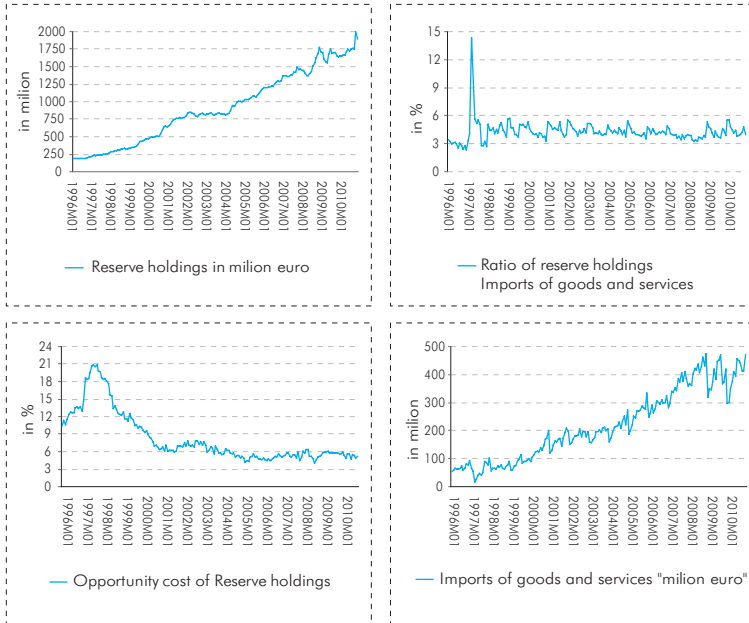 in milion
2000
1750
1500
1250
1000
750
500
250
0
1996M01
1997M01
1998M01
1999M01
2000M01
2001M01
2002M01
2003M01
2004M01
2005M01
2006M01
2007M01
2008M01
2009M01
2010M01
Reserve holdings in milion euro
in %
15
12
9
6
3
0
1996M01
1997M01
1998M01
1999M01
2000M01
2001M01
2002M01
2003M01
2004M01
2005M01
2006M01
2007M01
2008M01
2009M01
2010M01
Ratio of reserve holdings
Imports of goods and services
in %
24
21
18
15
12
9
6
3
0
1996M01
1997M01
1998M01
1999M01
2000M01
2001M01
2002M01
2003M01
2004M01
2005M01
2006M01
2007M01
2008M01
2009M01
2010M01
Opportunity cost of Reserve holdings
in milion
500
400
300
200
100
0
1996M01
1997M01
1998M01
1999M01
2000M01
2001M01
2002M01
2003M01
2004M01
2005M01
2006M01
2007M01
2008M01
2009M01
2010M01
Imports of goods and services "milion euro"